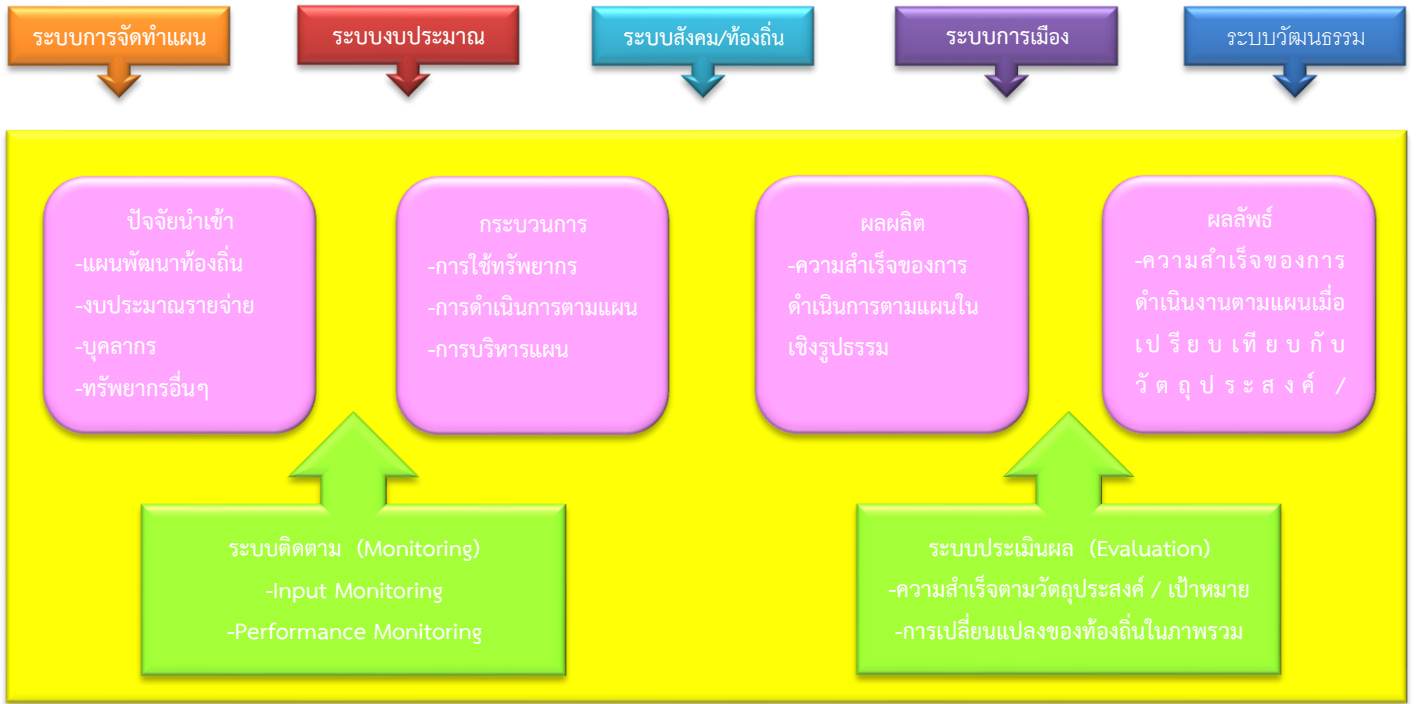 ระบบการจัดทำแผน
ระบบงบประมาณ
ระบบสังคม/ท้องถิ่น
ระบบการเมือง
ระบบวัฒนธรรม
ปัจจัยนำเข้า
-แผนพัฒนาท้องถิ่น
-งบประมาณรายจ่าย
-บุคลากร
-ทรัพยากรอื่นๆ
กระบวนการ
-การใช้ทรัพยากร
-การดำเนินการตามแผน
-การบริหารแผน
ผลผลิต
-ความสำเร็จของการ
ดำเนินการตามแผนใน
เชิงรูปธรรม
ผลลัพธ์
-ความสำเร็จของการ
ดำเนินงานตามแผนเมื่อ
เปรียบเทียบกับ
วัตถุประสงค์ /
ระบบติดตาม (Monitoring)
-Input Monitoring
-Performance Monitoring
ระบบประเมินผล (Evaluation)
-ความสำเร็จตามวัตถุประสงค์ / เป้าหมาย
-การเปลี่ยนแปลงของท้องถิ่นในภาพรวม